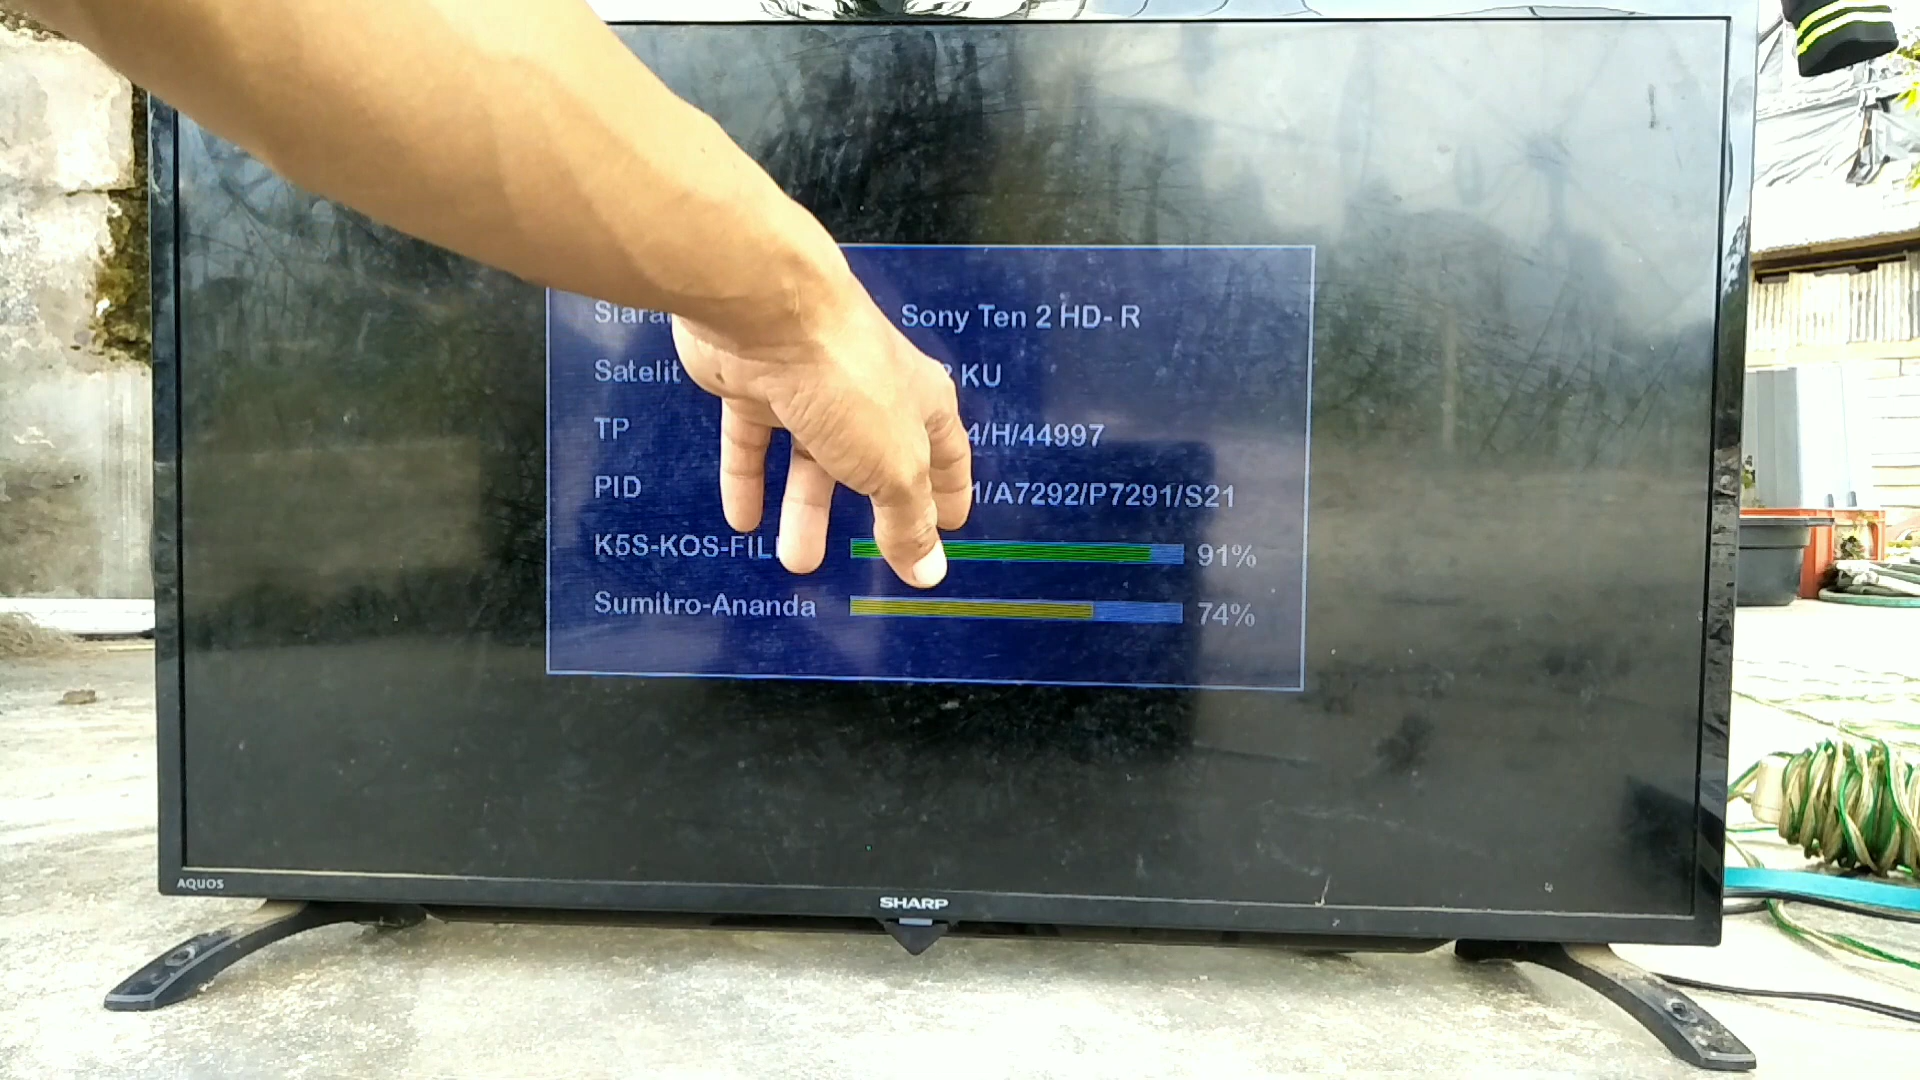 Sony Ten 2 HD- R
Satelit KU
TP 4/H/44997
PID 1/A7292/P7291/S21
K5S-KOS-FIL 91%
Sumitro-Ananda 74%
AQUOS
SHARP